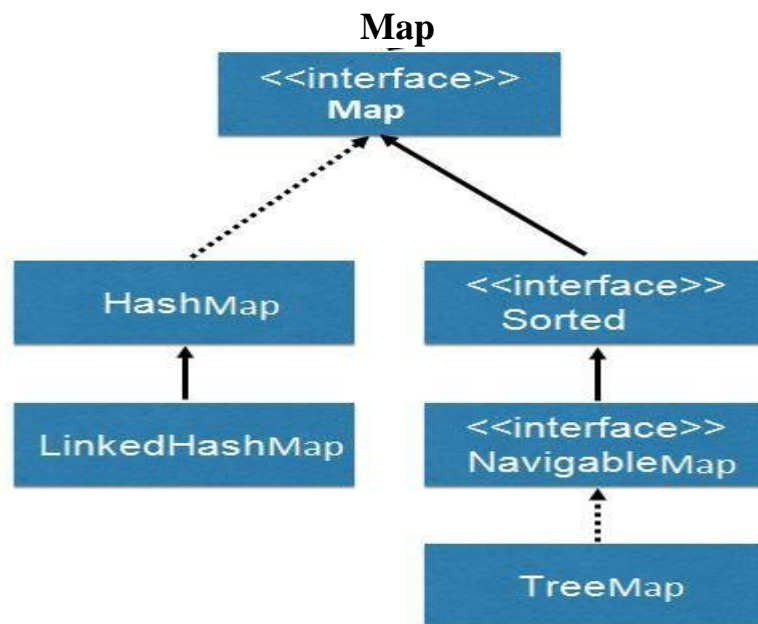 Map
<<interface>>
Map
HashMap
<<interface>>
Sorted
LinkedHashMap
<<interface>>
NavigableMap
TreeMap